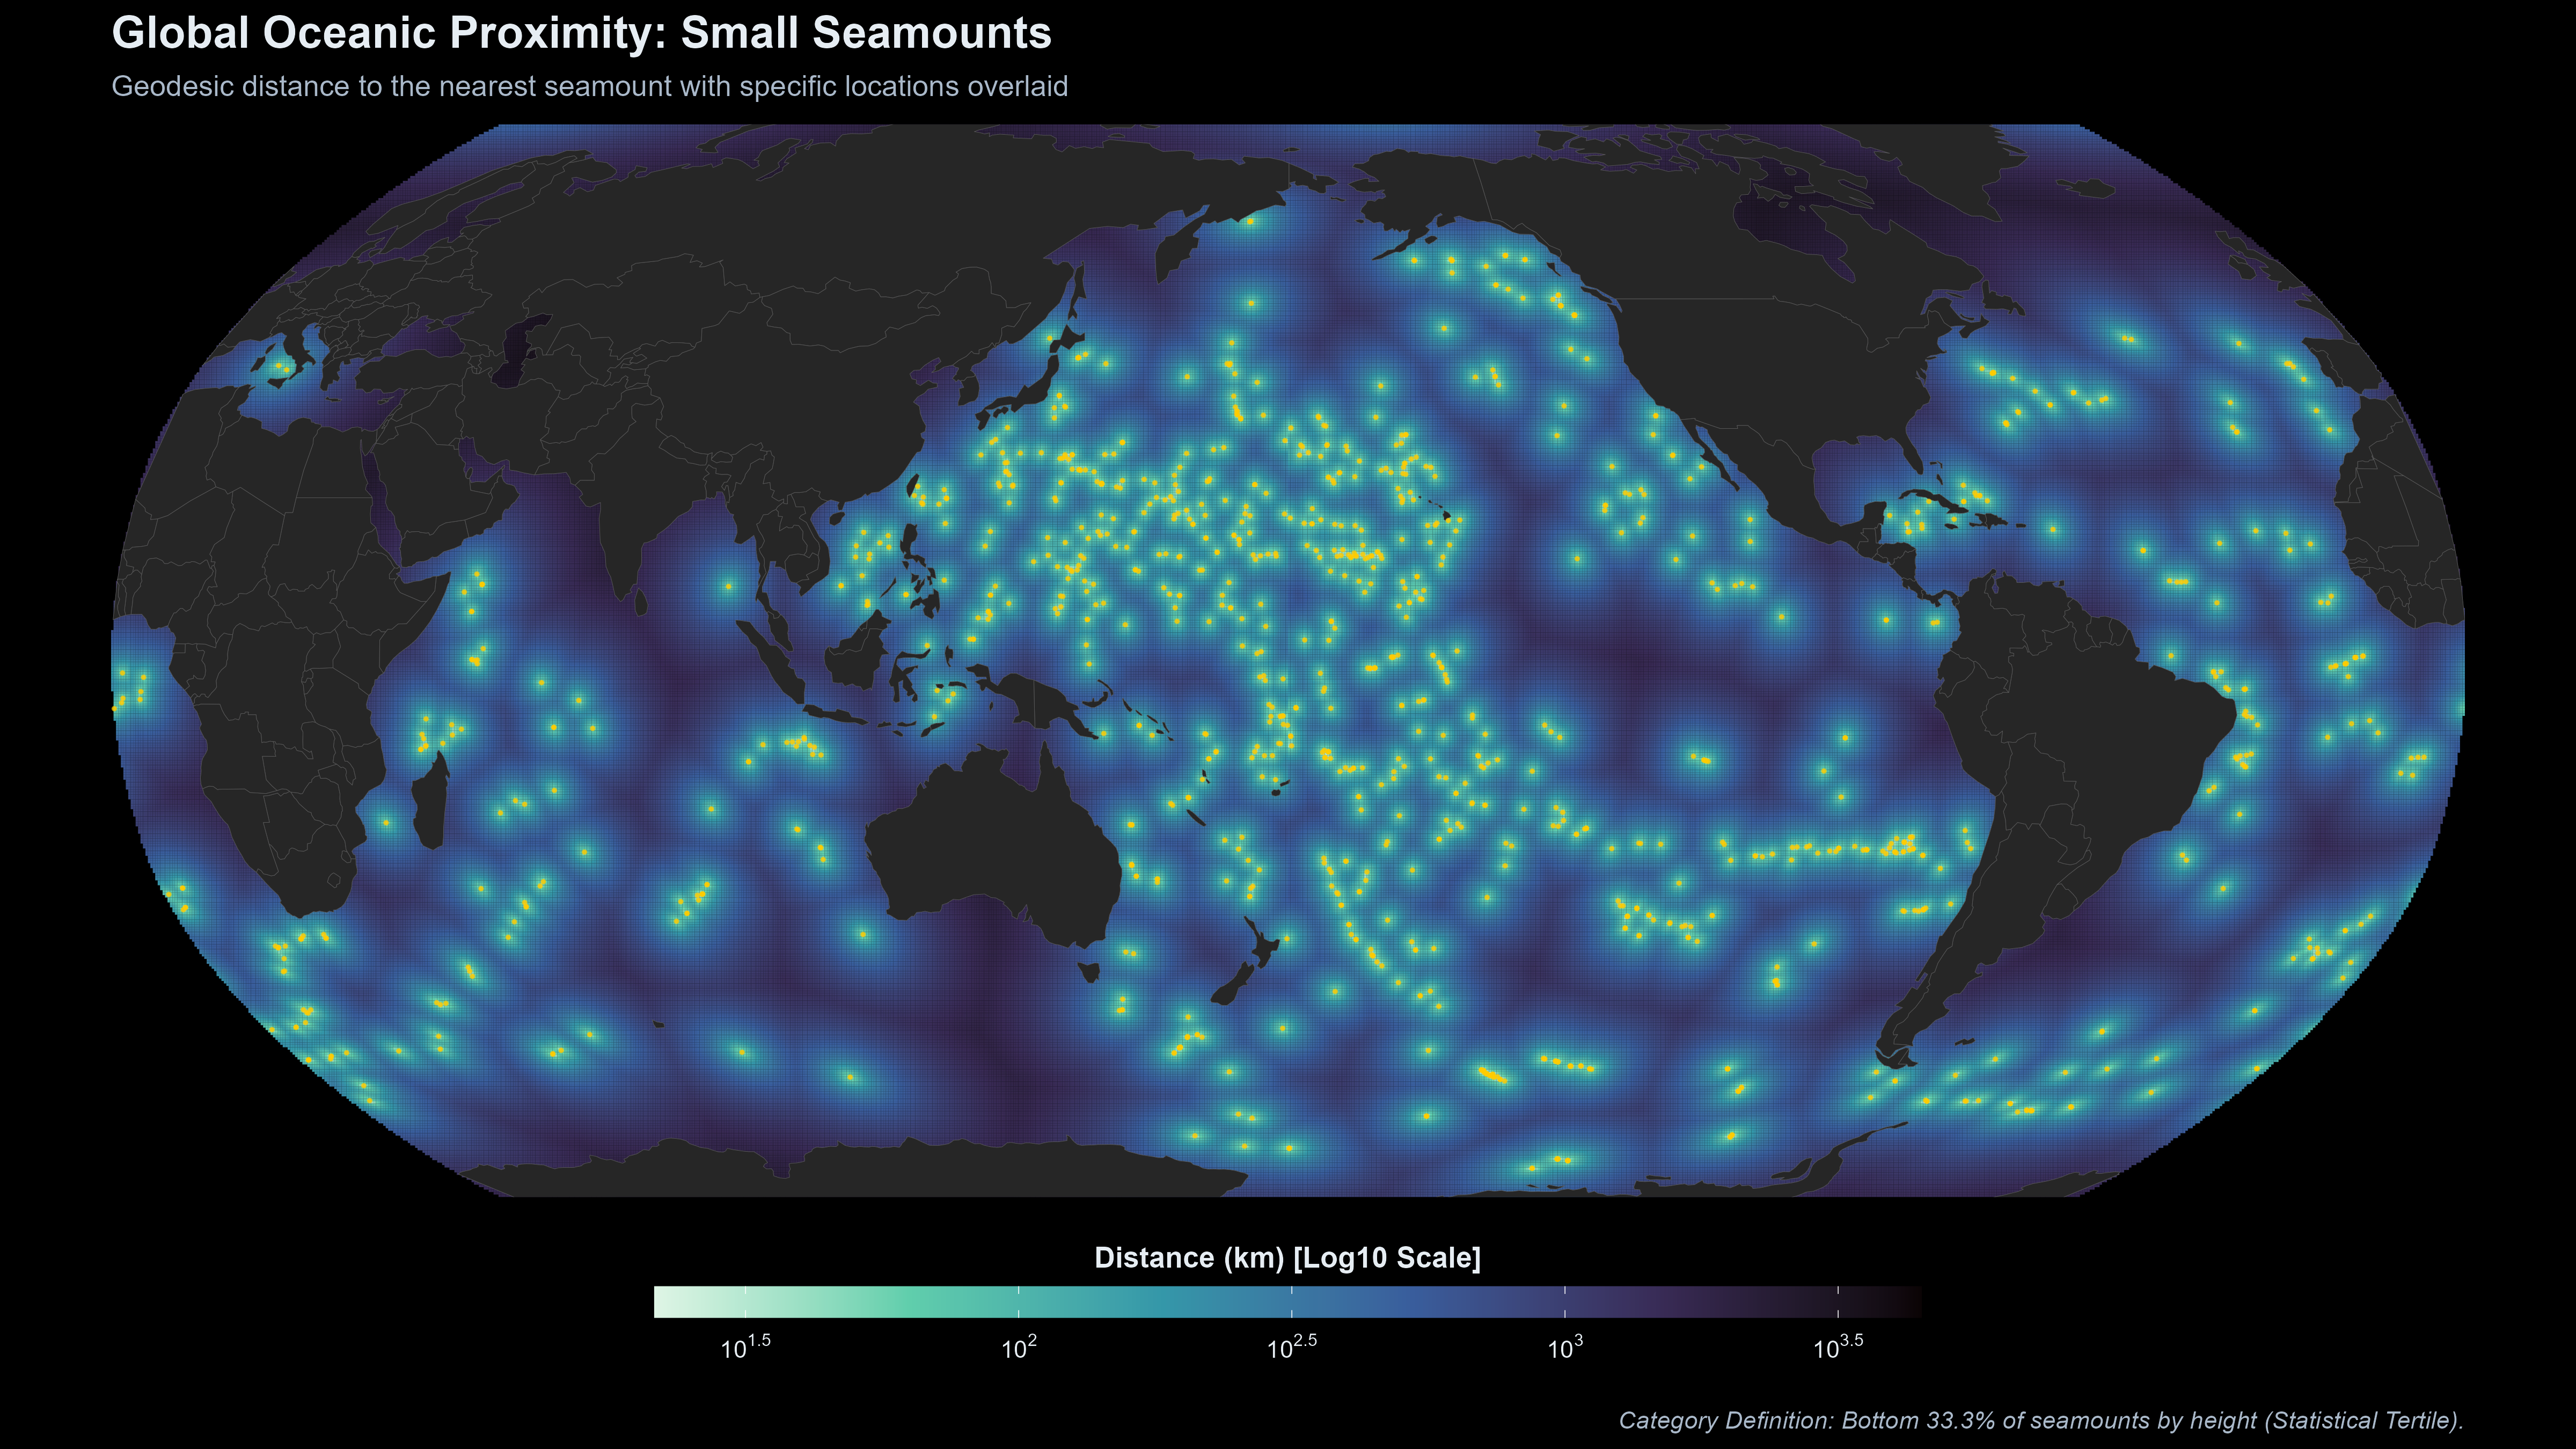 Global Oceanic Proximity: Small Seamounts
Geodesic distance to the nearest seamount with specific locations overlaid
Distance (km) [Log10 Scale]
10^1.5 10^2 10^2.5 10^3 10^3.5
Category Definition: Bottom 33.3% of seamounts by height (Statistical Tertile).